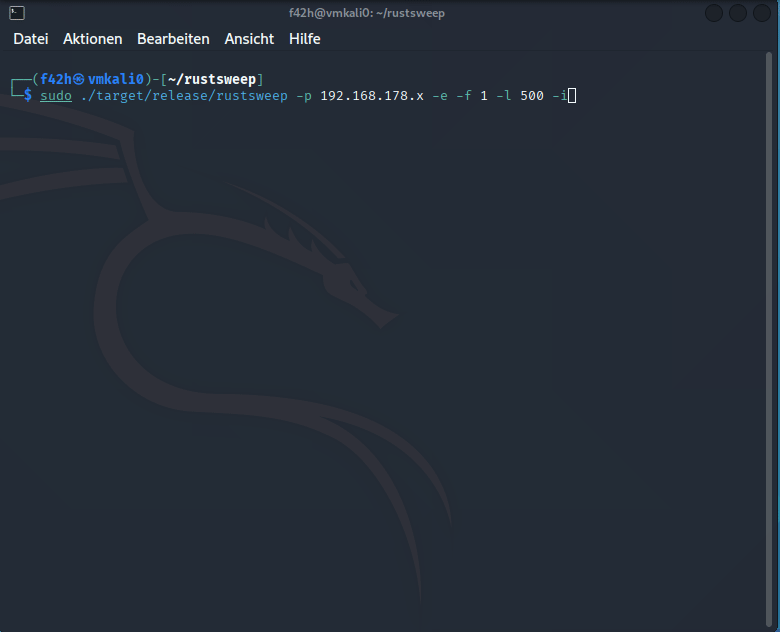 f42h@vmkali0: ~/rustsweep
Datei Aktionen Bearbeiten Ansicht Hilfe
┌──(f42h㉿vmkali0)-[~/rustsweep]
└─$ sudo ./target/release/rustsweep -p 192.168.178.x -e -f 1 -l 500 -i